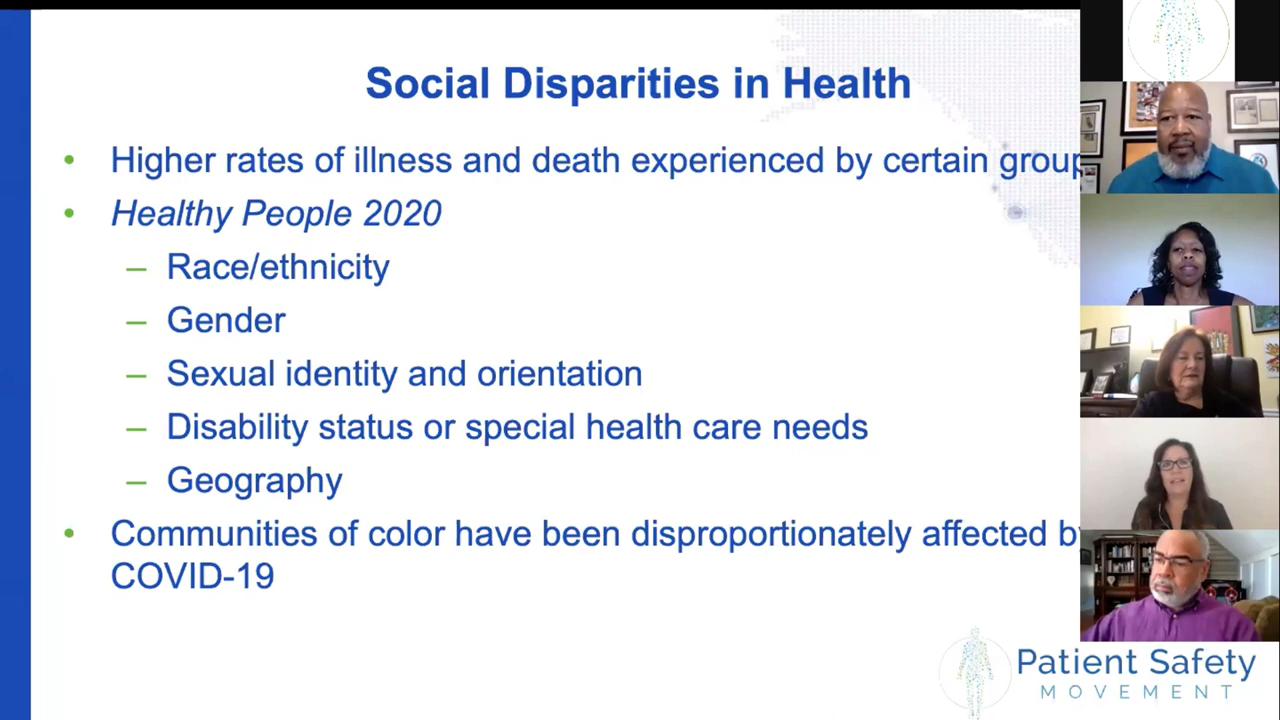 Social Disparities in Health
• Higher rates of illness and death experienced by certain group
• Healthy People 2020
– Race/ethnicity
– Gender
– Sexual identity and orientation
– Disability status or special health care needs
– Geography
• Communities of color have been disproportionately affected by
COVID-19
Patient Safety
MOVEMENT